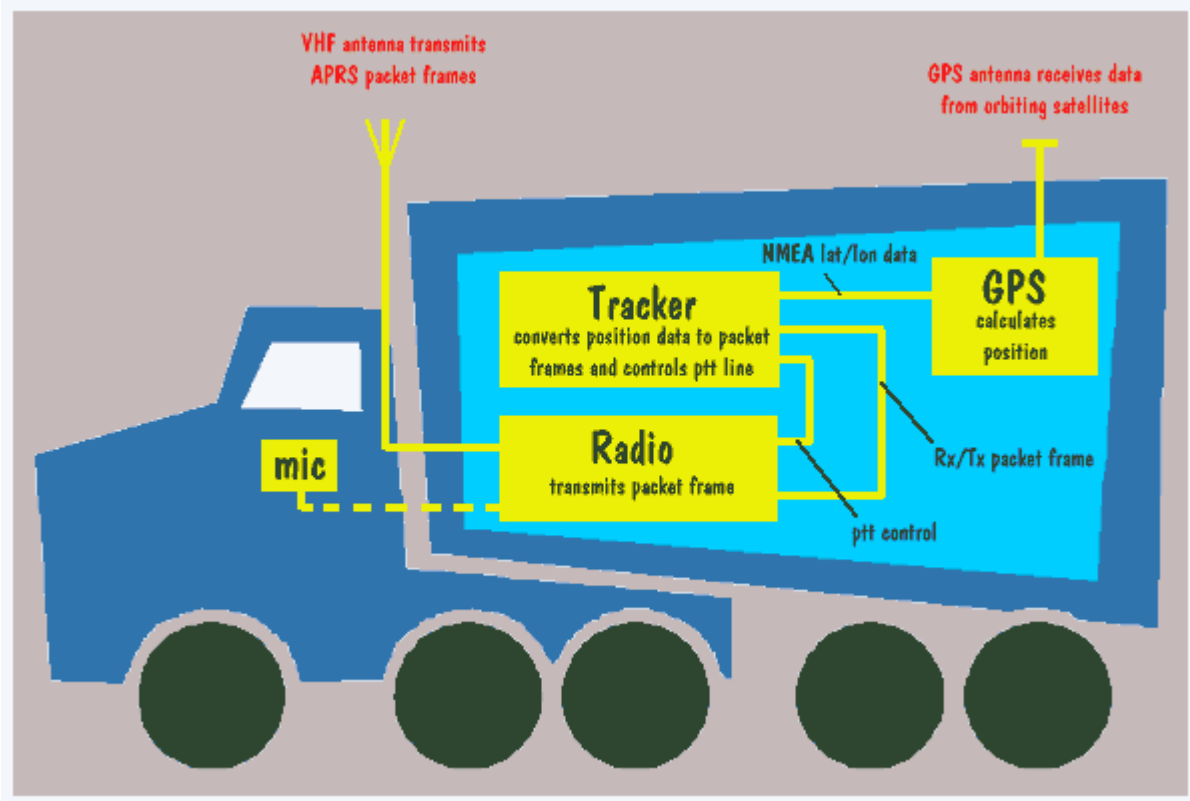 VHF antenna transmits
APRS packet frames
GPS antenna receives data
from orbiting satellites
NMEA lat/lon data
Tracker
converts position data to packet
frames and controls ptt line
GPS
calculates
position
mic
Radio
transmits packet frame
Rx/Tx packet frame
ptt control